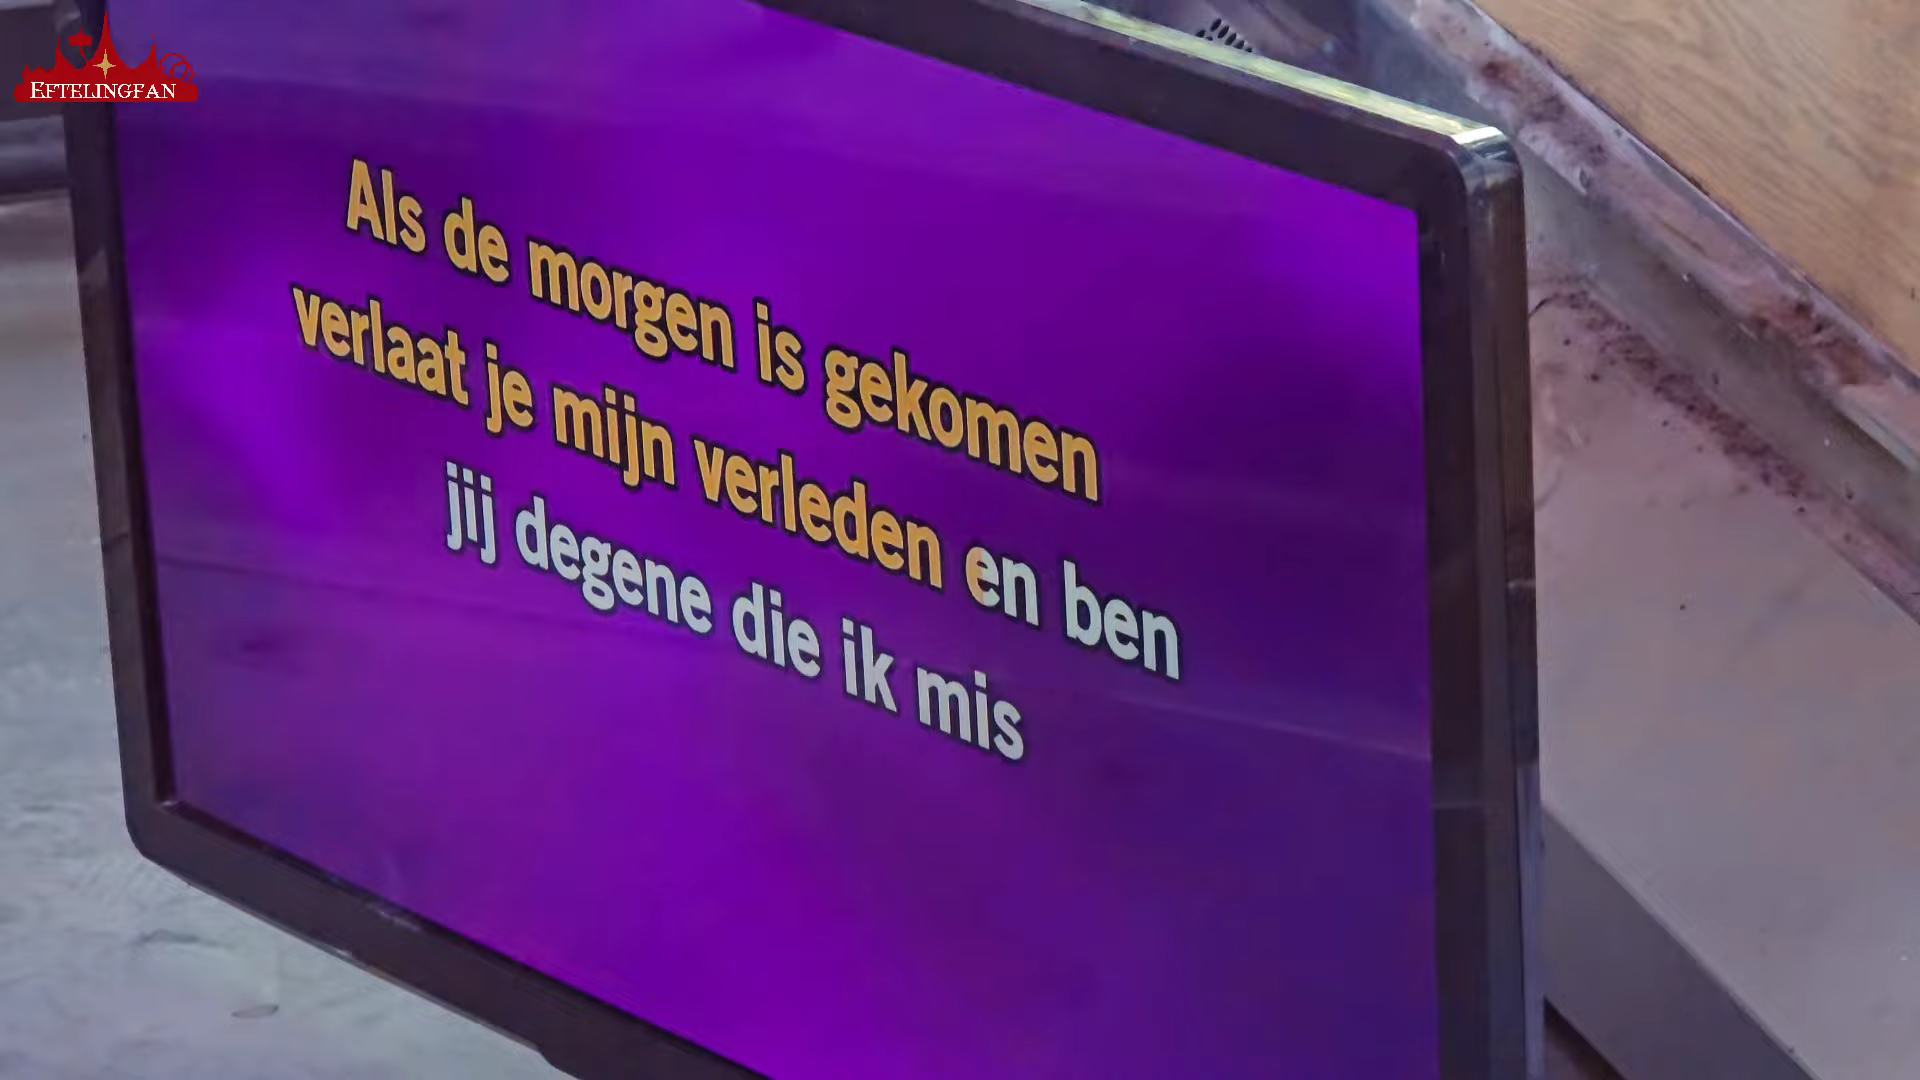 EFTELINGFAN
Als de morgen is gekomen
verlaat je mijn verleden en ben
jij degene die ik mis